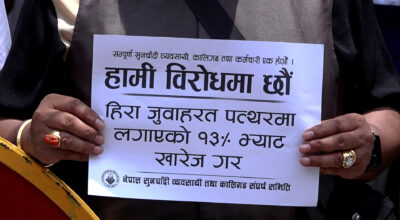 सम्पूर्ण सुनचाँदी व्यवसायी, कालिगढ तथा कर्मचारी एक होऔं ।
हामी विरोधमा छौं
हिरा जुवाहरत पत्थरमा
लगाएको १३% भ्याट
खारेज गर
नेपाल सुनचाँदी व्यवसायी तथा कालिगढ संघर्ष समिति